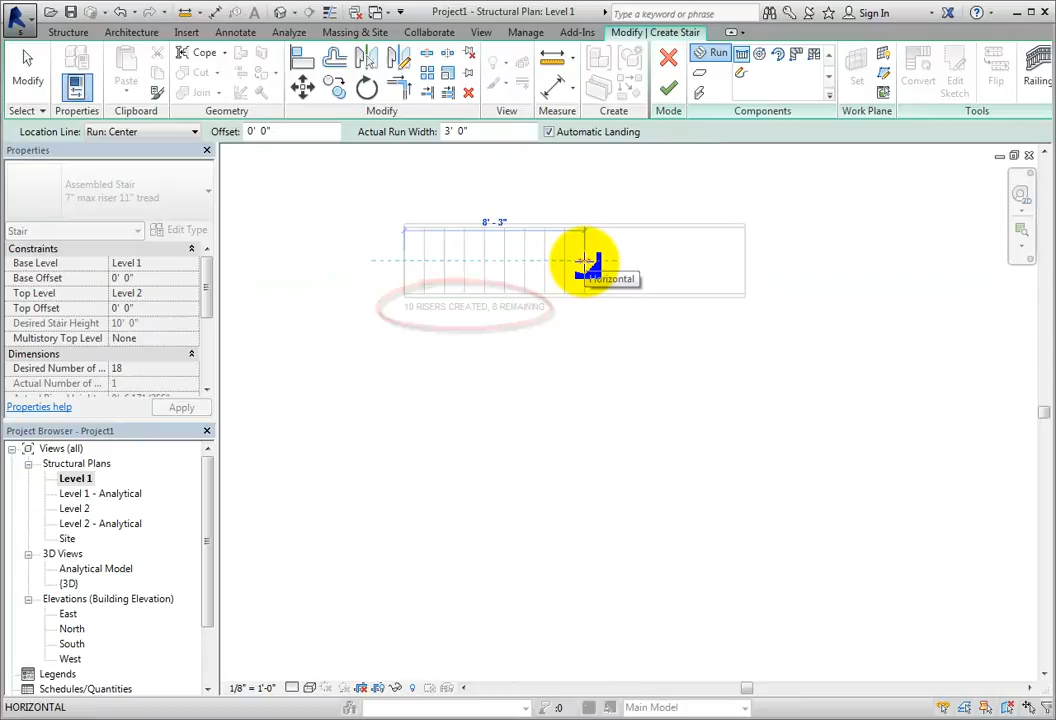 Project1 - Structural Plan: Level 1
Type a keyword or phrase
Sign In
Structure
Architecture
Insert
Annotate
Analyze
Massing & Site
Collaborate
View
Manage
Add-Ins
Modify | Create Stair
Modify
Paste
Cope
Cut
Join
Run
Set
Convert
Edit Sketch
Flip
Railing
Select
Properties
Clipboard
Geometry
Modify
View
Measure
Create
Mode
Components
Work Plane
Tools
Location Line: Run: Center
Offset: 0' 0"
Actual Run Width: 3' 0"
Automatic Landing
Properties
Assembled Stair
7" max riser 11" tread
Stair
Edit Type
Constraints
Base Level Level 1
Base Offset 0' 0"
Top Level Level 2
Top Offset 0' 0"
Desired Stair Height 10' 0"
Multistory Top Level None
Dimensions
Desired Number of ... 18
Actual Number of ... 1
Properties help
Apply
8' - 3"
Horizontal
10 RISERS CREATED, 8 REMAINING
Project Browser - Project1
Views (all)
Structural Plans
Level 1
Level 1 - Analytical
Level 2
Level 2 - Analytical
Site
3D Views
Analytical Model
{3D}
Elevations (Building Elevation)
East
North
South
West
Legends
Schedules/Quantities
1/8" = 1'-0"
HORIZONTAL
:0
Main Model